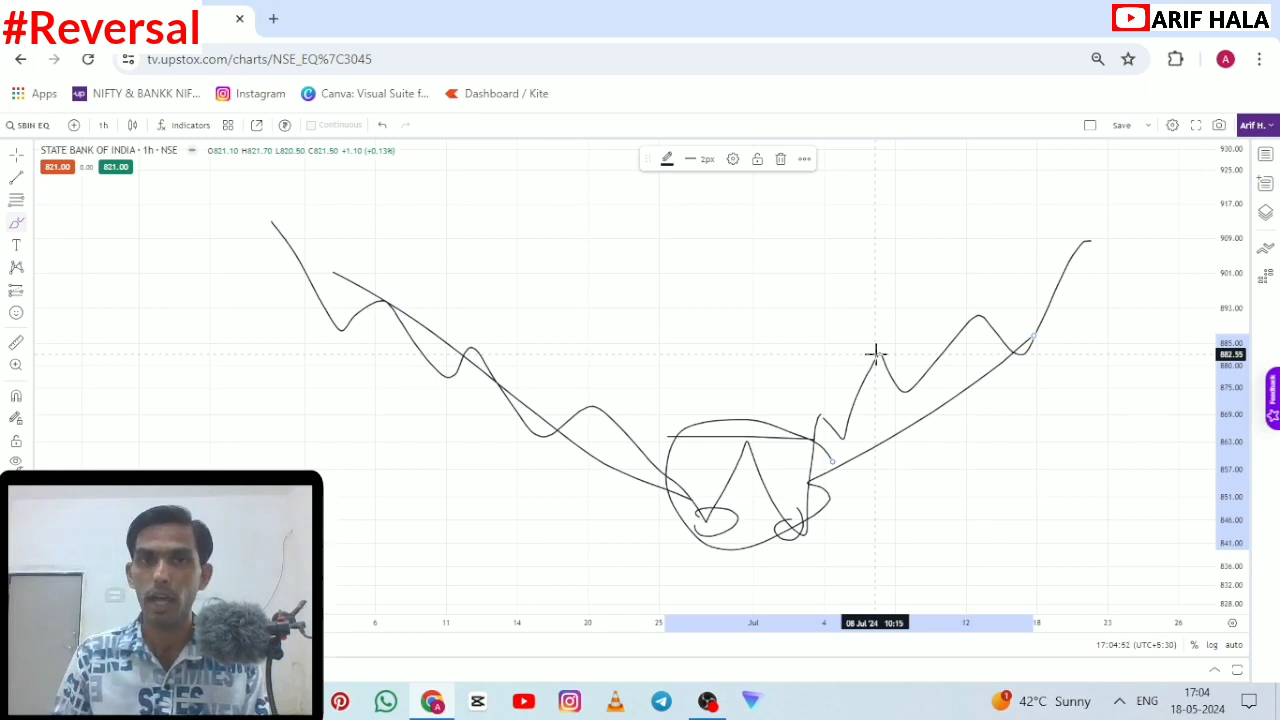 #Reversal
ARIF HALA
tv.upstox.com/charts/NSE_EQ%7C3045
A
Apps
NIFTY & BANKK NIF...
Instagram
Canva: Visual Suite f...
Dashboard / Kite
SBIN EQ
1h
Indicators
Continuous
Save
Arif H.
STATE BANK OF INDIA · 1h · NSE
O821.10 H821.70 L820.50 C821.50 +1.10 (+0.13%)
821.00
0.00
821.00
2px
930.00
925.00
917.00
909.00
901.00
893.00
885.00
882.55
880.00
875.00
869.00
863.00
857.00
851.00
846.00
841.00
836.00
832.00
828.00
Feedback
6
11
14
20
25
Jul
4
08 Jul '24 10:15
12
18
26
17:04:52 (UTC+5:30)
%
log
auto
42°C Sunny
ENG
17:04
18-05-2024